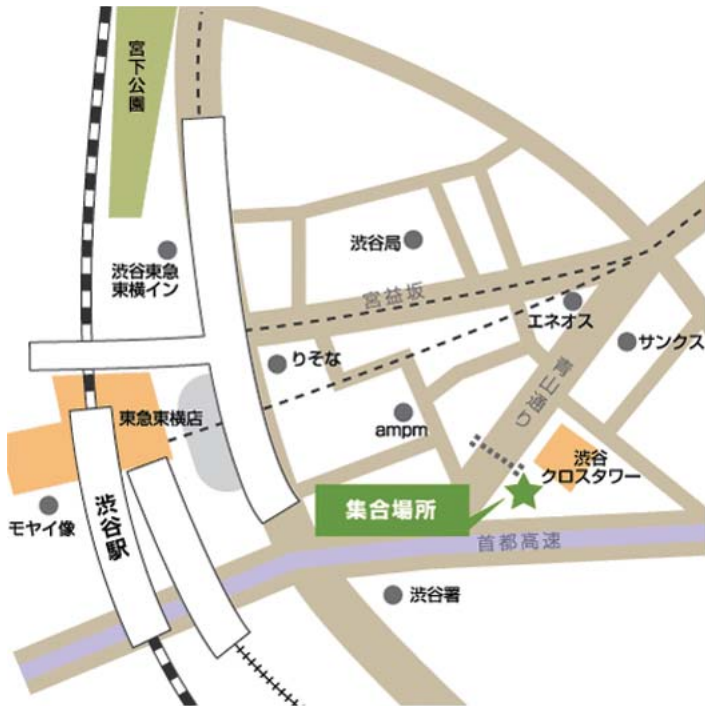 宮下公園
渋谷局
渋谷東急
東横イン
宮益坂
エネオス
サンクス
りそな
青山通り
東急東横店
ampm
渋谷
クロスタワー
集合場所
モヤイ像
渋谷駅
首都高速
渋谷署